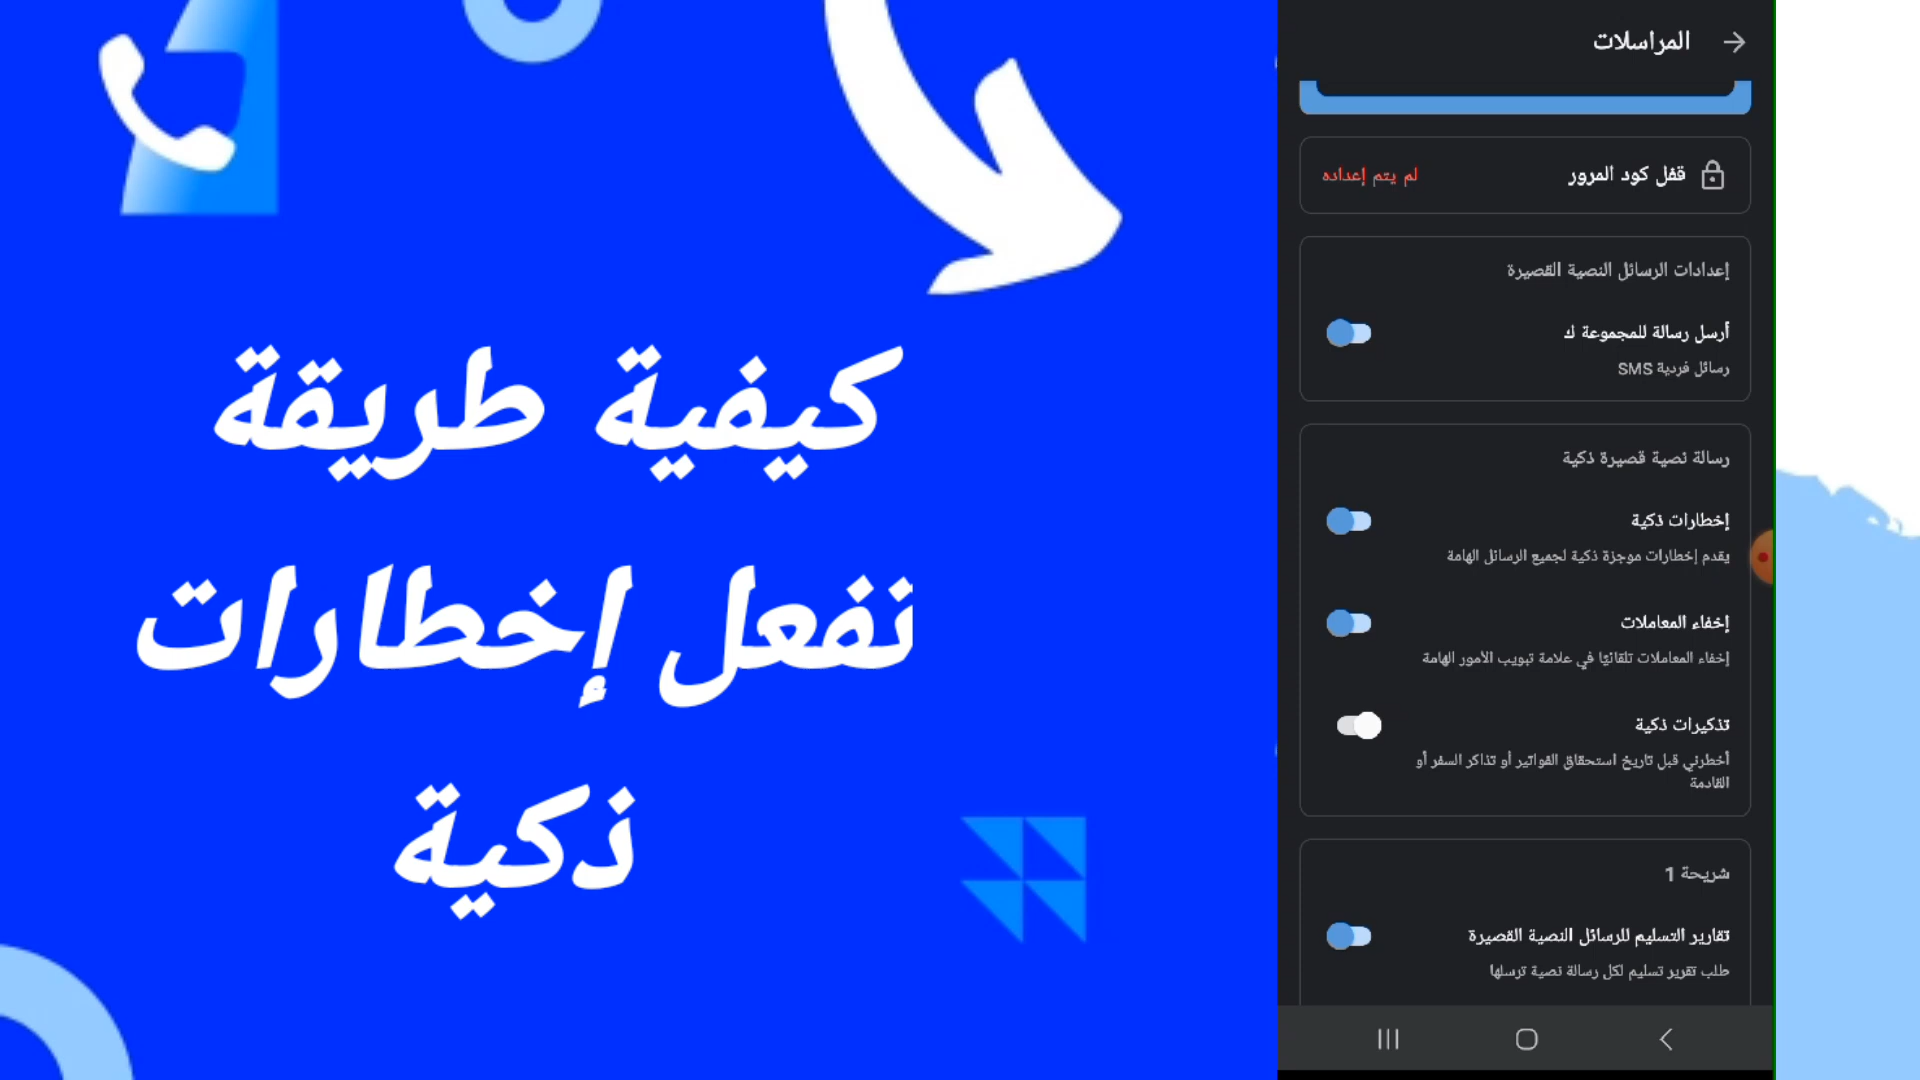 كيفية طريقة
نفعل إخطارات
ذكية
المراسلات
قفل كود المرور
لم يتم إعداده
إعدادات الرسائل النصية القصيرة
أرسل رسالة للمجموعة ك
رسائل فردية SMS
رسالة نصية قصيرة ذكية
إخطارات ذكية
يقدم إخطارات موجزة ذكية لجميع الرسائل الهامة
إخفاء المعاملات
إخفاء المعاملات تلقائيًا في علامة تبويب الأمور الهامة
تذكيرات ذكية
أخطرني قبل تاريخ استحقاق الفواتير أو تذاكر السفر أو
القادمة
شريحة 1
تقارير التسليم للرسائل النصية القصيرة
طلب تقرير تسليم لكل رسالة نصية ترسلها